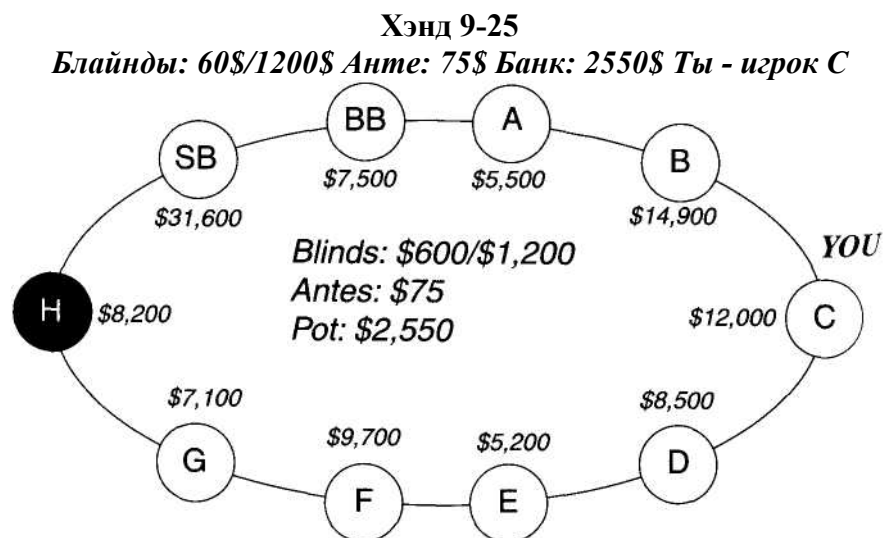 Хэнд 9-25
Блайнды: 60$/1200$ Анте: 75$ Банк: 2550$ Ты - игрок С
BB
A
SB
B
$7,500
$5,500
$31,600
$14,900
YOU
Blinds: $600/$1,200
Antes: $75
Pot: $2,550
H
$8,200
$12,000
C
$7,100
$8,500
$9,700
$5,200
G
D
F
E